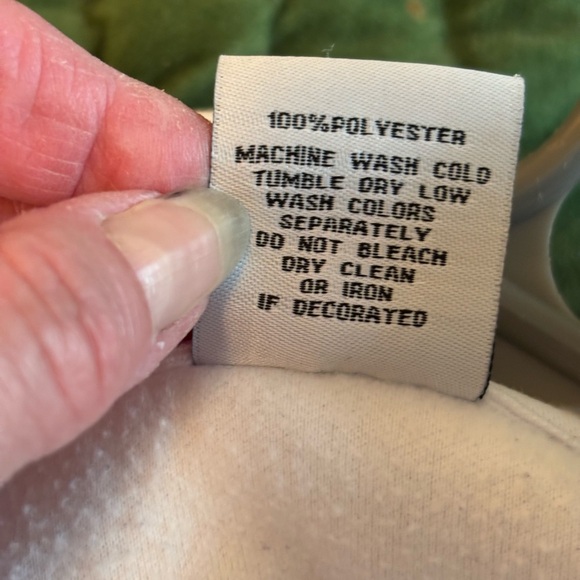 100%POLYESTER
MACHINE WASH COLD
TUMBLE DRY LOW
WASH COLORS
SEPARATELY
DO NOT BLEACH
DRY CLEAN
OR IRON
IF DECORATED